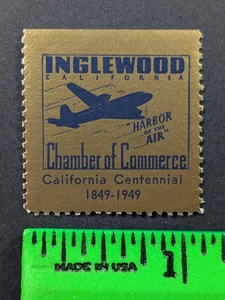 INGLEWOOD
CALIFORNIA
"HARBOR
OF THE
AIR"
Chamber of Commerce
California Centennial
1849-1949
MADE IN USA
1